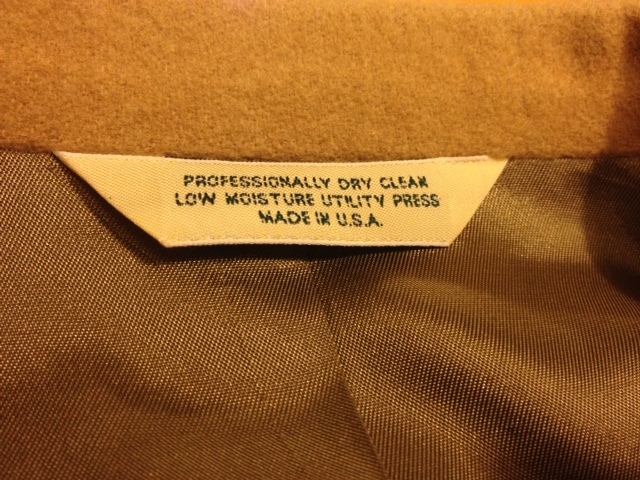 PROFESSIONALLY DRY CLEAN
LOW MOISTURE UTILITY PRESS
MADE IN U.S.A.